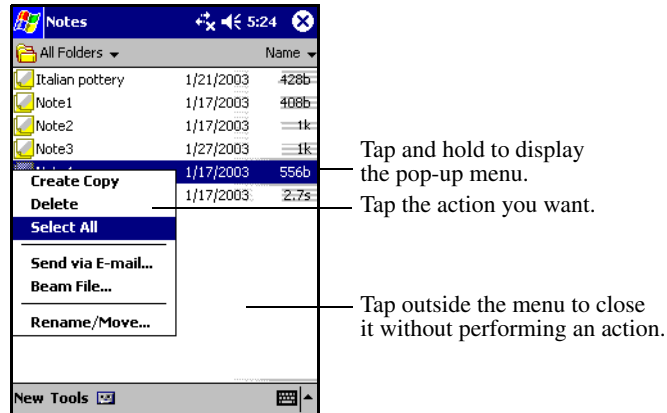 Notes 5:24
All Folders Name
Italian pottery 1/21/2003 428b
Note1 1/17/2003 408b
Note2 1/17/2003 1k
Note3 1/27/2003 1k
1/17/2003 556b
1/17/2003 2.7s
Create Copy
Delete
Select All
Send via E-mail...
Beam File...
Rename/Move...
New Tools
Tap and hold to display
the pop-up menu.
Tap the action you want.
Tap outside the menu to close
it without performing an action.